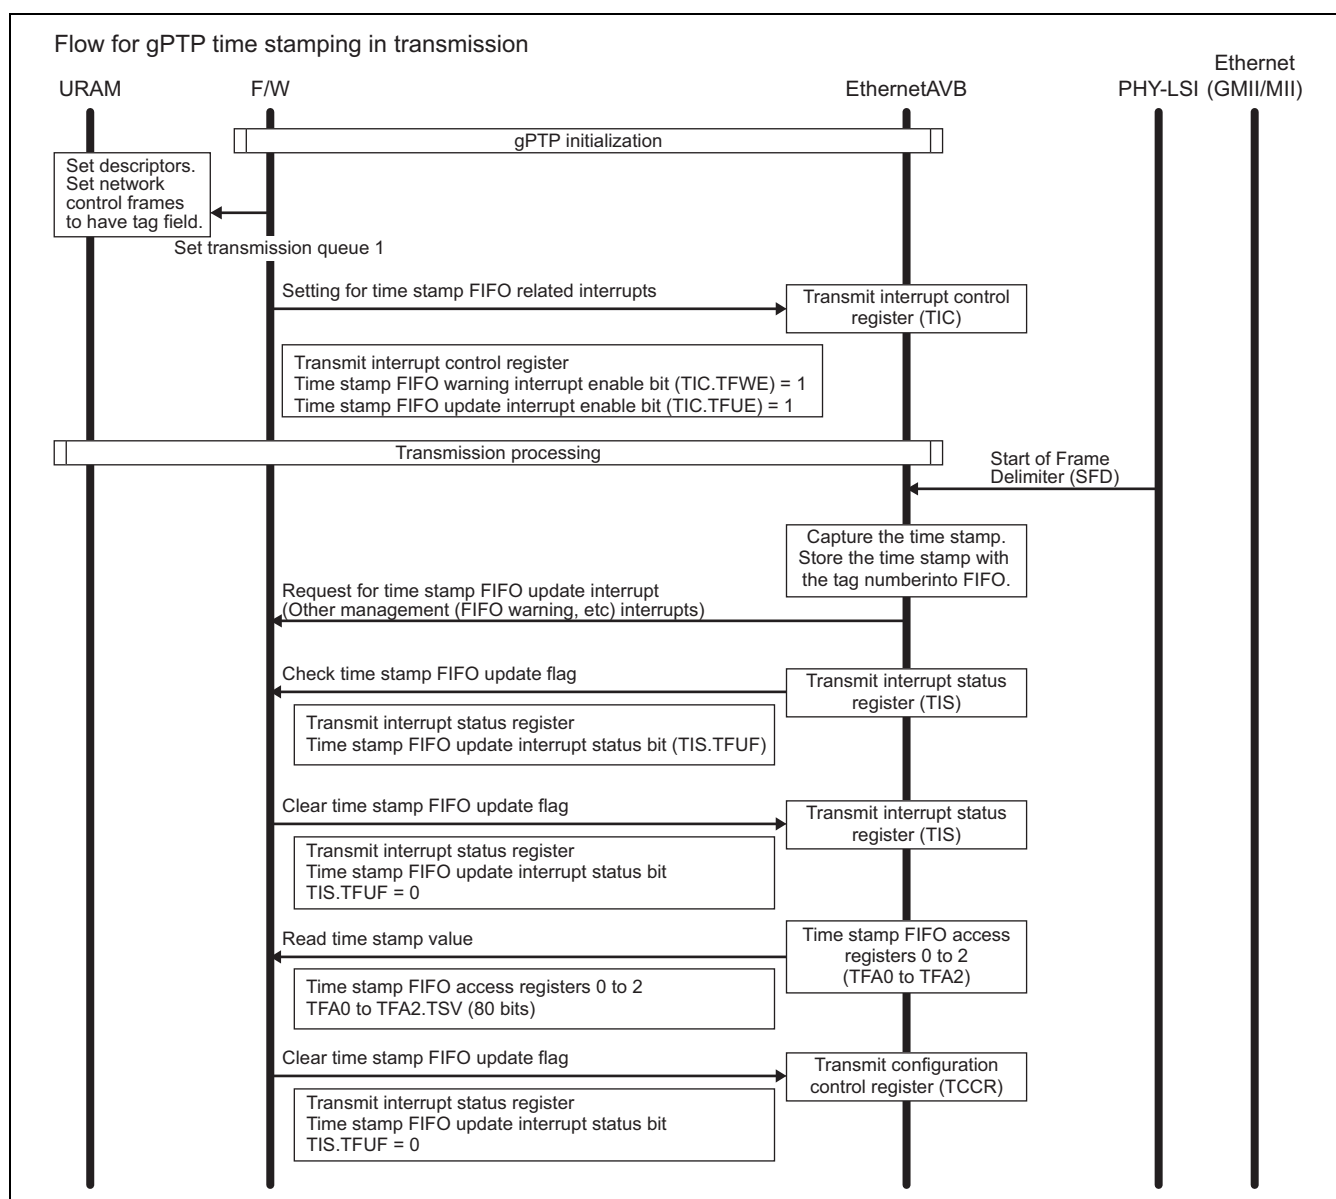 Flow for gPTP time stamping in transmission
URAM
F/W
EthernetAVB
PHY-LSI
Ethernet
(GMII/MII)
gPTP initialization
Set descriptors.
Set network
control frames
to have tag field.
Set transmission queue 1
Setting for time stamp FIFO related interrupts
Transmit interrupt control
register (TIC)
Transmit interrupt control register
Time stamp FIFO warning interrupt enable bit (TIC.TFWE) = 1
Time stamp FIFO update interrupt enable bit (TIC.TFUE) = 1
Transmission processing
Start of Frame
Delimiter (SFD)
Capture the time stamp.
Store the time stamp with
the tag numberinto FIFO.
Request for time stamp FIFO update interrupt
(Other management (FIFO warning, etc) interrupts)
Check time stamp FIFO update flag
Transmit interrupt status
register (TIS)
Transmit interrupt status register
Time stamp FIFO update interrupt status bit (TIS.TFUF)
Clear time stamp FIFO update flag
Transmit interrupt status
register (TIS)
Transmit interrupt status register
Time stamp FIFO update interrupt status bit
TIS.TFUF = 0
Read time stamp value
Time stamp FIFO access
registers 0 to 2
(TFA0 to TFA2)
Time stamp FIFO access registers 0 to 2
TFA0 to TFA2.TSV (80 bits)
Clear time stamp FIFO update flag
Transmit configuration
control register (TCCR)
Transmit interrupt status register
Time stamp FIFO update interrupt status bit
TIS.TFUF = 0